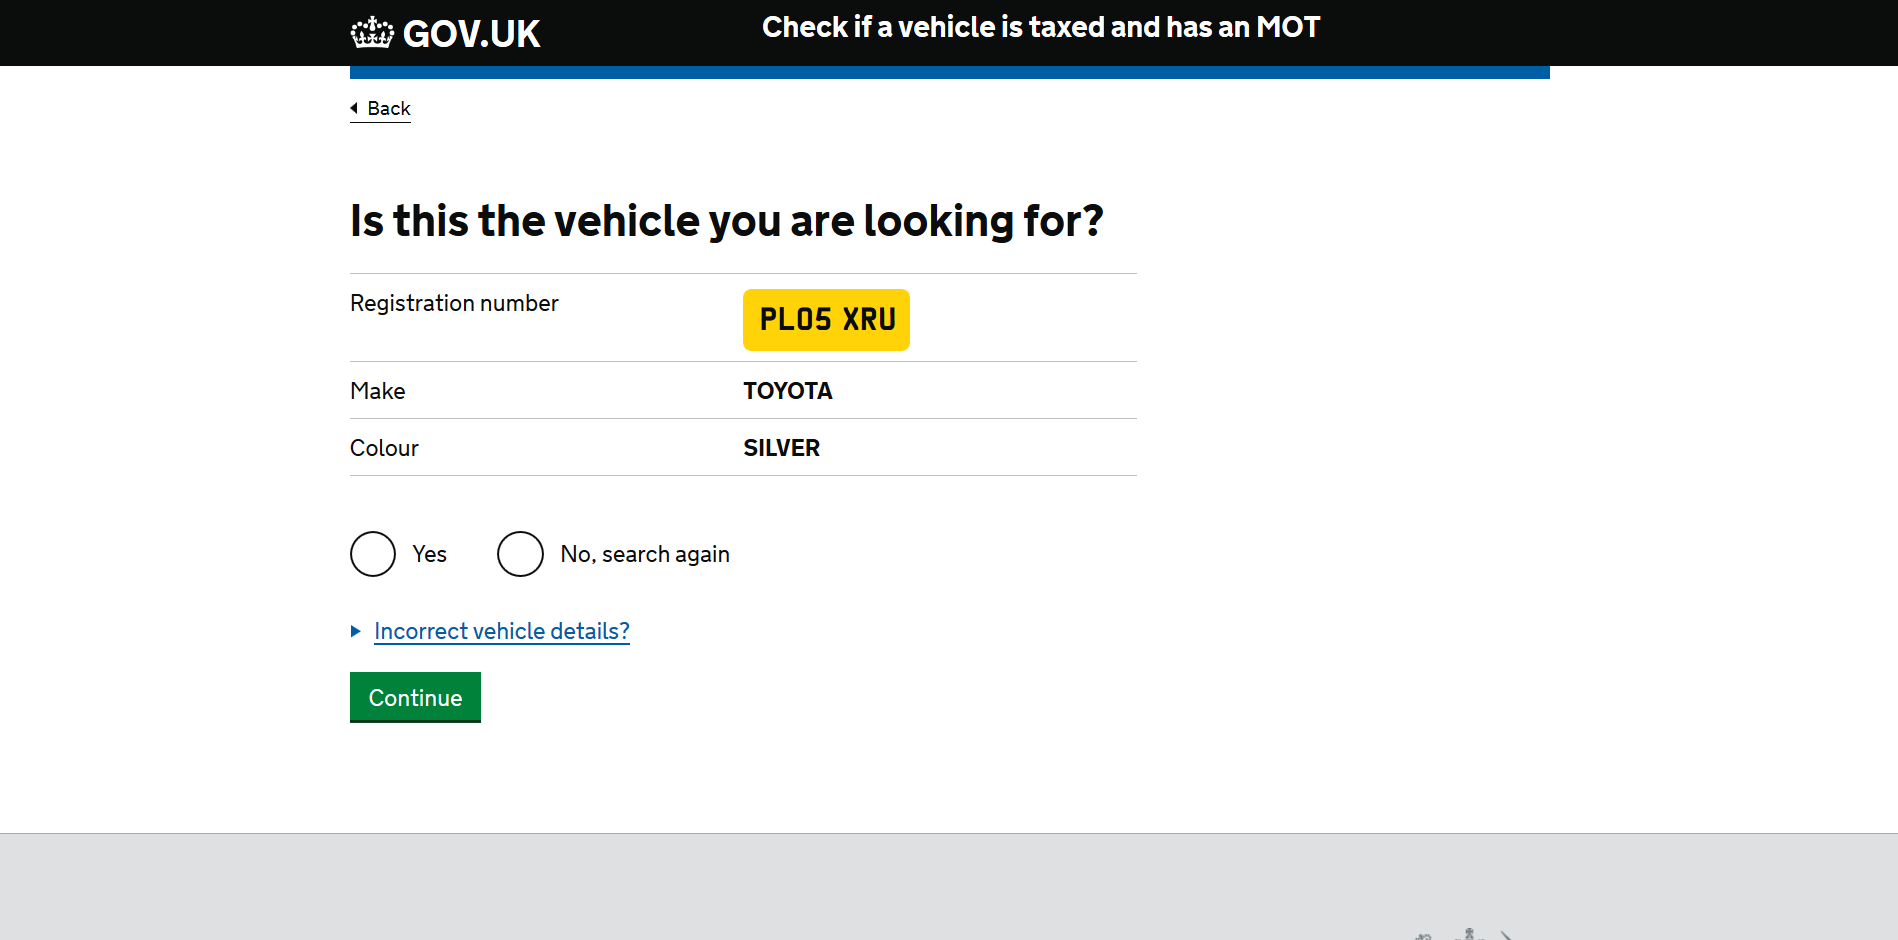 GOV.UK
Check if a vehicle is taxed and has an MOT
Back
Is this the vehicle you are looking for?
Registration number PL05 XRU
Make TOYOTA
Colour SILVER
Yes No, search again
Incorrect vehicle details?
Continue